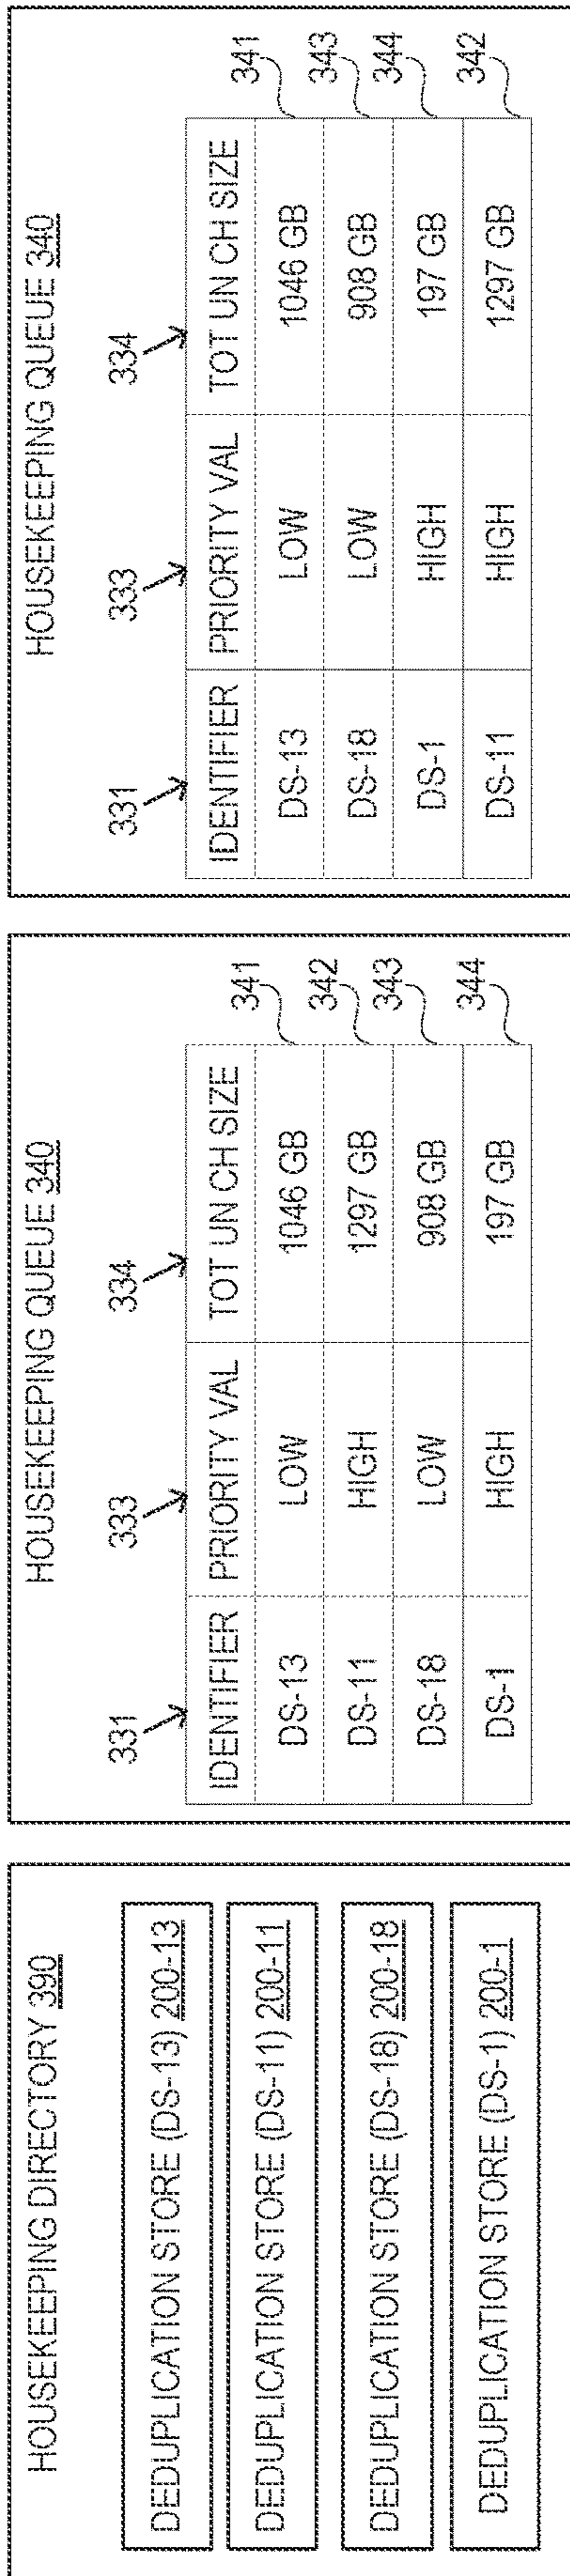 HOUSEKEEPING DIRECTORY 390
DEDUPLICATION STORE (DS-13) 200-13
DEDUPLICATION STORE (DS-11) 200-11
DEDUPLICATION STORE (DS-18) 200-18
DEDUPLICATION STORE (DS-1) 200-1
HOUSEKEEPING QUEUE 340
331 333 334
IDENTIFIER PRIORITY VAL TOT UN CH SIZE
DS-13 LOW 1046 GB 341
DS-11 HIGH 1297 GB 342
DS-18 LOW 908 GB 343
DS-1 HIGH 197 GB 344
HOUSEKEEPING QUEUE 340
331 333 334
IDENTIFIER PRIORITY VAL TOT UN CH SIZE
DS-13 LOW 1046 GB 341
DS-18 LOW 908 GB 343
DS-1 HIGH 197 GB 344
DS-11 HIGH 1297 GB 342